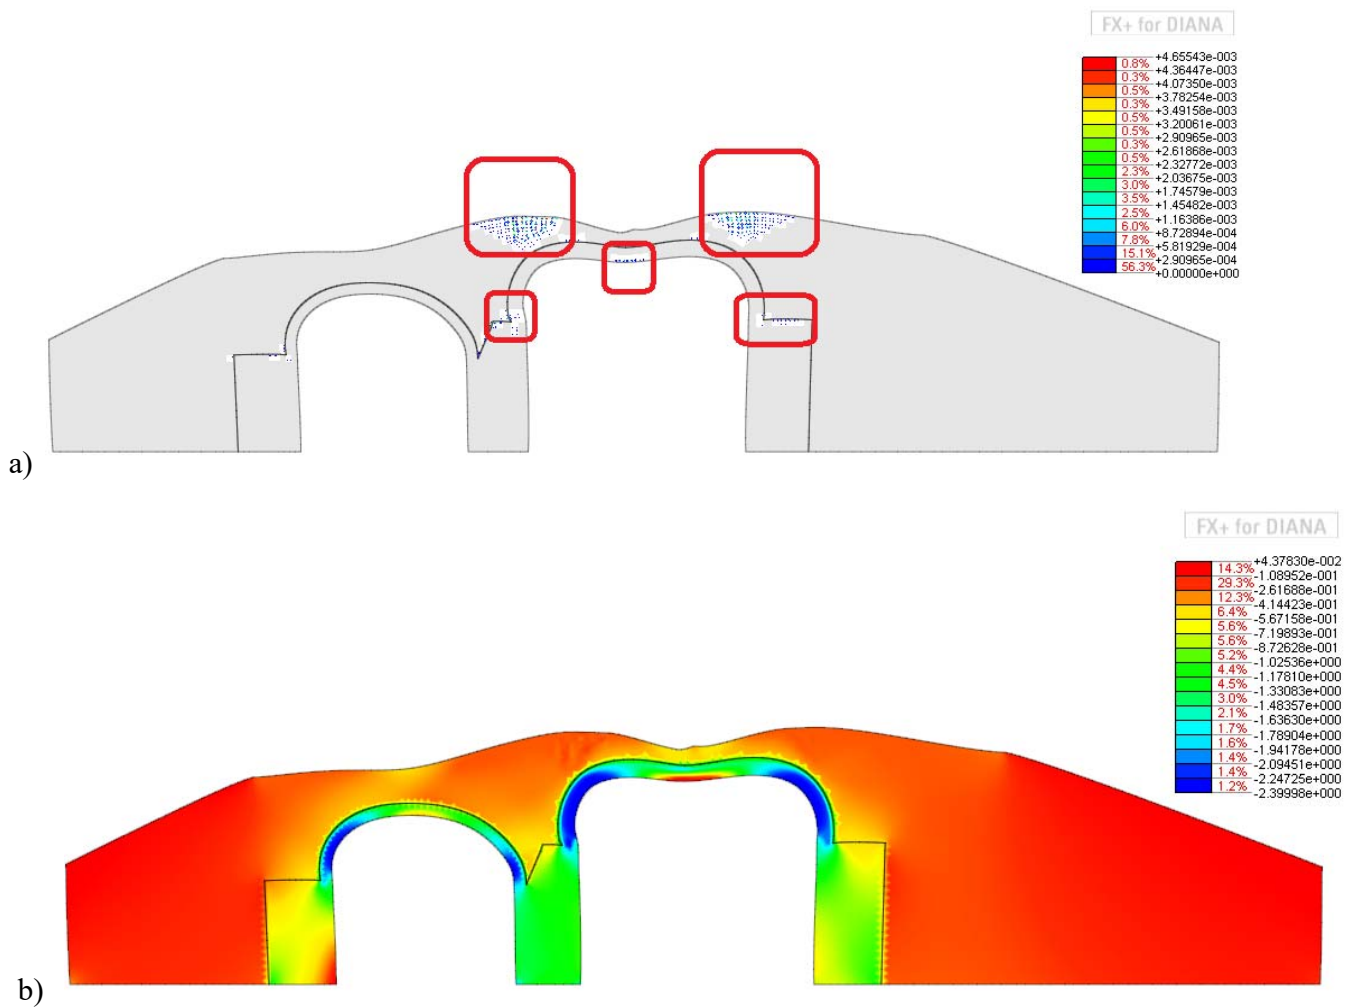 FX+ for DIANA
+4.65543e-003
0.8%
+4.36447e-003
0.3%
+4.07350e-003
0.5%
+3.78254e-003
0.3%
+3.49158e-003
0.5%
+3.20061e-003
0.5%
+2.90965e-003
0.3%
+2.61868e-003
0.5%
+2.32772e-003
2.3%
+2.03675e-003
3.0%
+1.74579e-003
3.5%
+1.45482e-003
2.5%
+1.16386e-003
6.0%
+8.72894e-004
7.8%
+5.81929e-004
15.1%
+2.90965e-004
56.3%
+0.00000e+000
a)
FX+ for DIANA
+4.37830e-002
14.3%
-1.08952e-001
29.3%
-2.61688e-001
12.3%
-4.14423e-001
6.4%
-5.67158e-001
5.6%
-7.19893e-001
5.6%
-8.72628e-001
5.2%
-1.02536e+000
4.4%
-1.17810e+000
4.5%
-1.33083e+000
3.0%
-1.48357e+000
2.1%
-1.63630e+000
1.7%
-1.78904e+000
1.6%
-1.94178e+000
1.4%
-2.09451e+000
1.4%
-2.24725e+000
1.2%
-2.39998e+000
b)